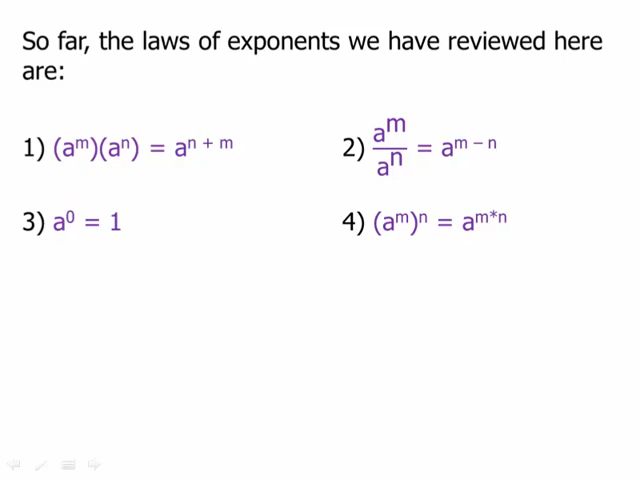 So far, the laws of exponents we have reviewed here
are:
1) (aᵐ)(aⁿ) = aⁿ ⁺ ᵐ
2) aᵐ/aⁿ = aᵐ ⁻ ⁿ
3) a⁰ = 1
4) (aᵐ)ⁿ = a^m*n